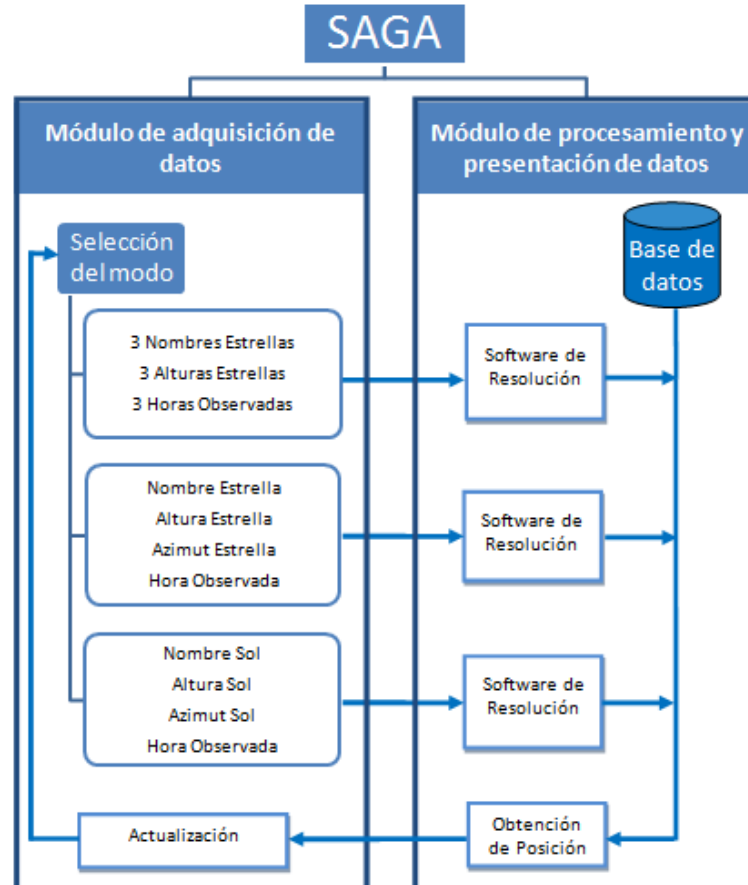 SAGA
Módulo de adquisición de
datos
Módulo de procesamiento y
presentación de datos
Selección
del modo
Base de
datos
3 Nombres Estrellas
3 Alturas Estrellas
3 Horas Observadas
Software de
Resolución
Nombre Estrella
Altura Estrella
Azimut Estrella
Hora Observada
Software de
Resolución
Nombre Sol
Altura Sol
Azimut Sol
Hora Observada
Software de
Resolución
Actualización
Obtención
de Posición